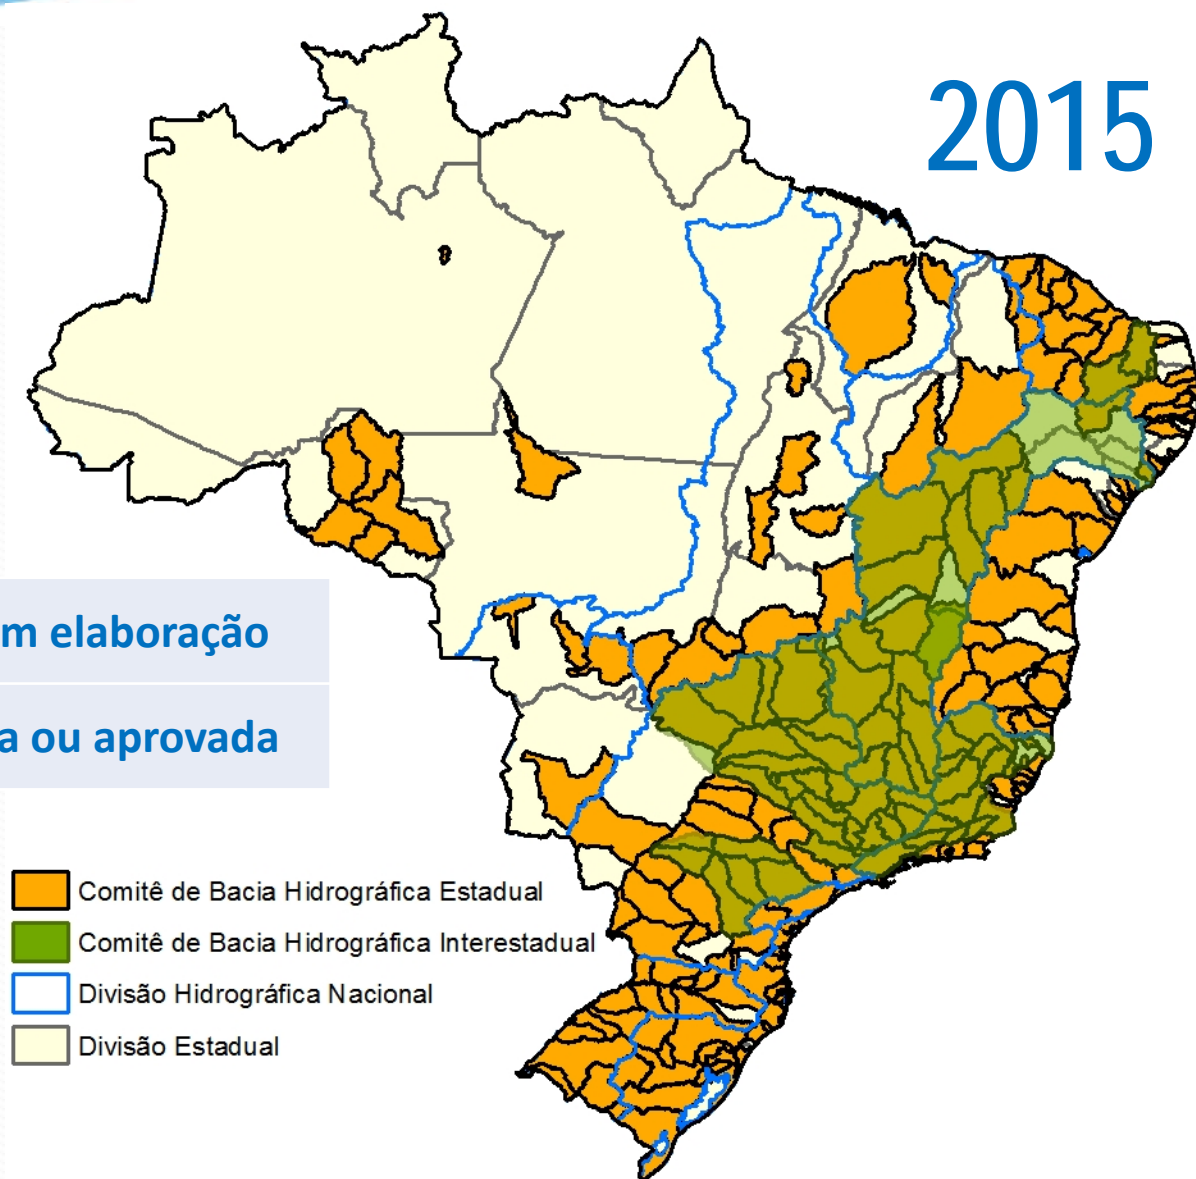 2015
m elaboração
a ou aprovada
Comitê de Bacia Hidrográfica Estadual
Comitê de Bacia Hidrográfica Interestadual
Divisão Hidrográfica Nacional
Divisão Estadual